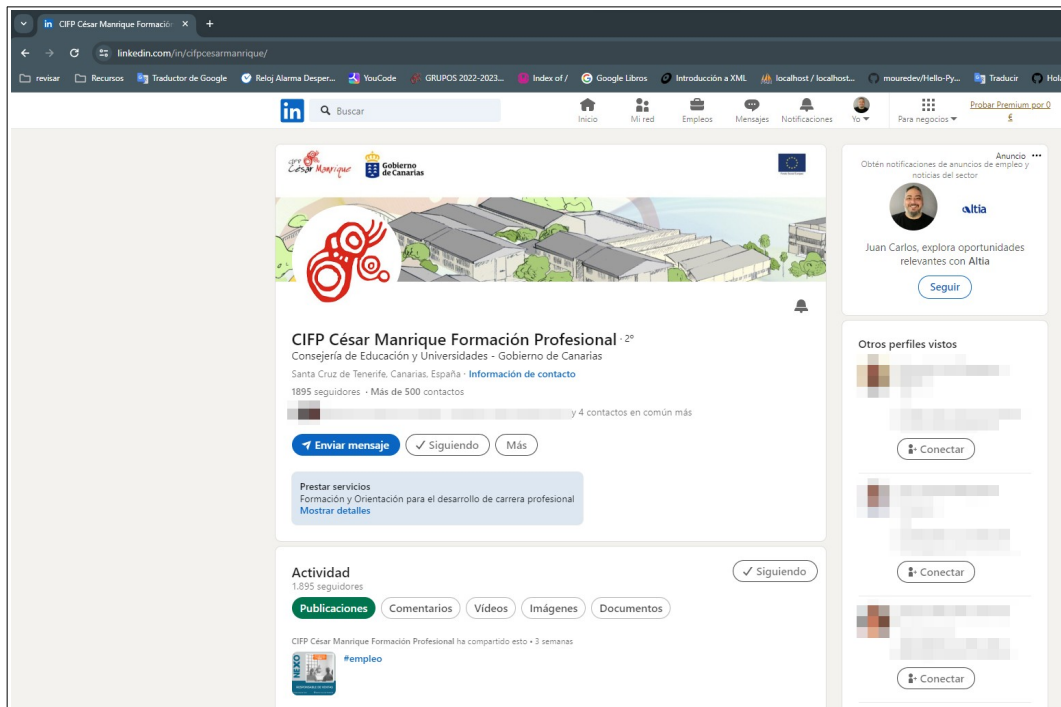 CIFP César Manrique Formación
linkedin.com/in/cifpcesarmanrique/
revisar
Recursos
Traductor de Google
Reloj Alarma Desper...
YouCode
GRUPOS 2022-2023...
Index of /
Google Libros
Introducción a XML
localhost / localhost...
mouredev/Hello-Py...
Traducir
Hola
in
Buscar
Inicio
Mi red
Empleos
Mensajes
Notificaciones
Yo
Para negocios
Probar Premium por 0
€
cifp
César Manrique
Gobierno
de Canarias
CIFP César Manrique Formación Profesional · 2º
Consejería de Educación y Universidades - Gobierno de Canarias
Santa Cruz de Tenerife, Canarias, España · Información de contacto
1895 seguidores · Más de 500 contactos
y 4 contactos en común más
Enviar mensaje
Siguiendo
Más
Prestar servicios
Formación y Orientación para el desarrollo de carrera profesional
Mostrar detalles
Actividad
1.895 seguidores
Siguiendo
Publicaciones
Comentarios
Vídeos
Imágenes
Documentos
CIFP César Manrique Formación Profesional ha compartido esto • 3 semanas
NEXO
#empleo
Anuncio
Obtén notificaciones de anuncios de empleo y
noticias del sector
altia
Juan Carlos, explora oportunidades
relevantes con Altia
Seguir
Otros perfiles vistos
Conectar
Conectar
Conectar